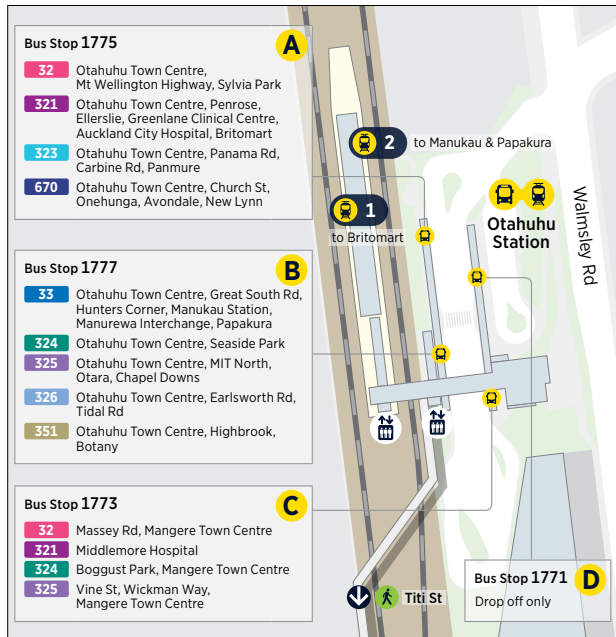 Bus Stop 1775
A
32 Otahuhu Town Centre,
Mt Wellington Highway, Sylvia Park
321 Otahuhu Town Centre, Penrose,
Ellerslie, Greenlane Clinical Centre,
Auckland City Hospital, Britomart
323 Otahuhu Town Centre, Panama Rd,
Carbine Rd, Panmure
670 Otahuhu Town Centre, Church St,
Onehunga, Avondale, New Lynn
2 to Manukau & Papakura
1
to Britomart
Otahuhu
Station
Walmsley Rd
Bus Stop 1777
B
33 Otahuhu Town Centre, Great South Rd,
Hunters Corner, Manukau Station,
Manurewa Interchange, Papakura
324 Otahuhu Town Centre, Seaside Park
325 Otahuhu Town Centre, MIT North,
Otara, Chapel Downs
326 Otahuhu Town Centre, Earlsworth Rd,
Tidal Rd
351 Otahuhu Town Centre, Highbrook,
Botany
Bus Stop 1773
C
32 Massey Rd, Mangere Town Centre
321 Middlemore Hospital
324 Boggust Park, Mangere Town Centre
325 Vine St, Wickman Way,
Mangere Town Centre
Titi St
D
Bus Stop 1771
Drop off only